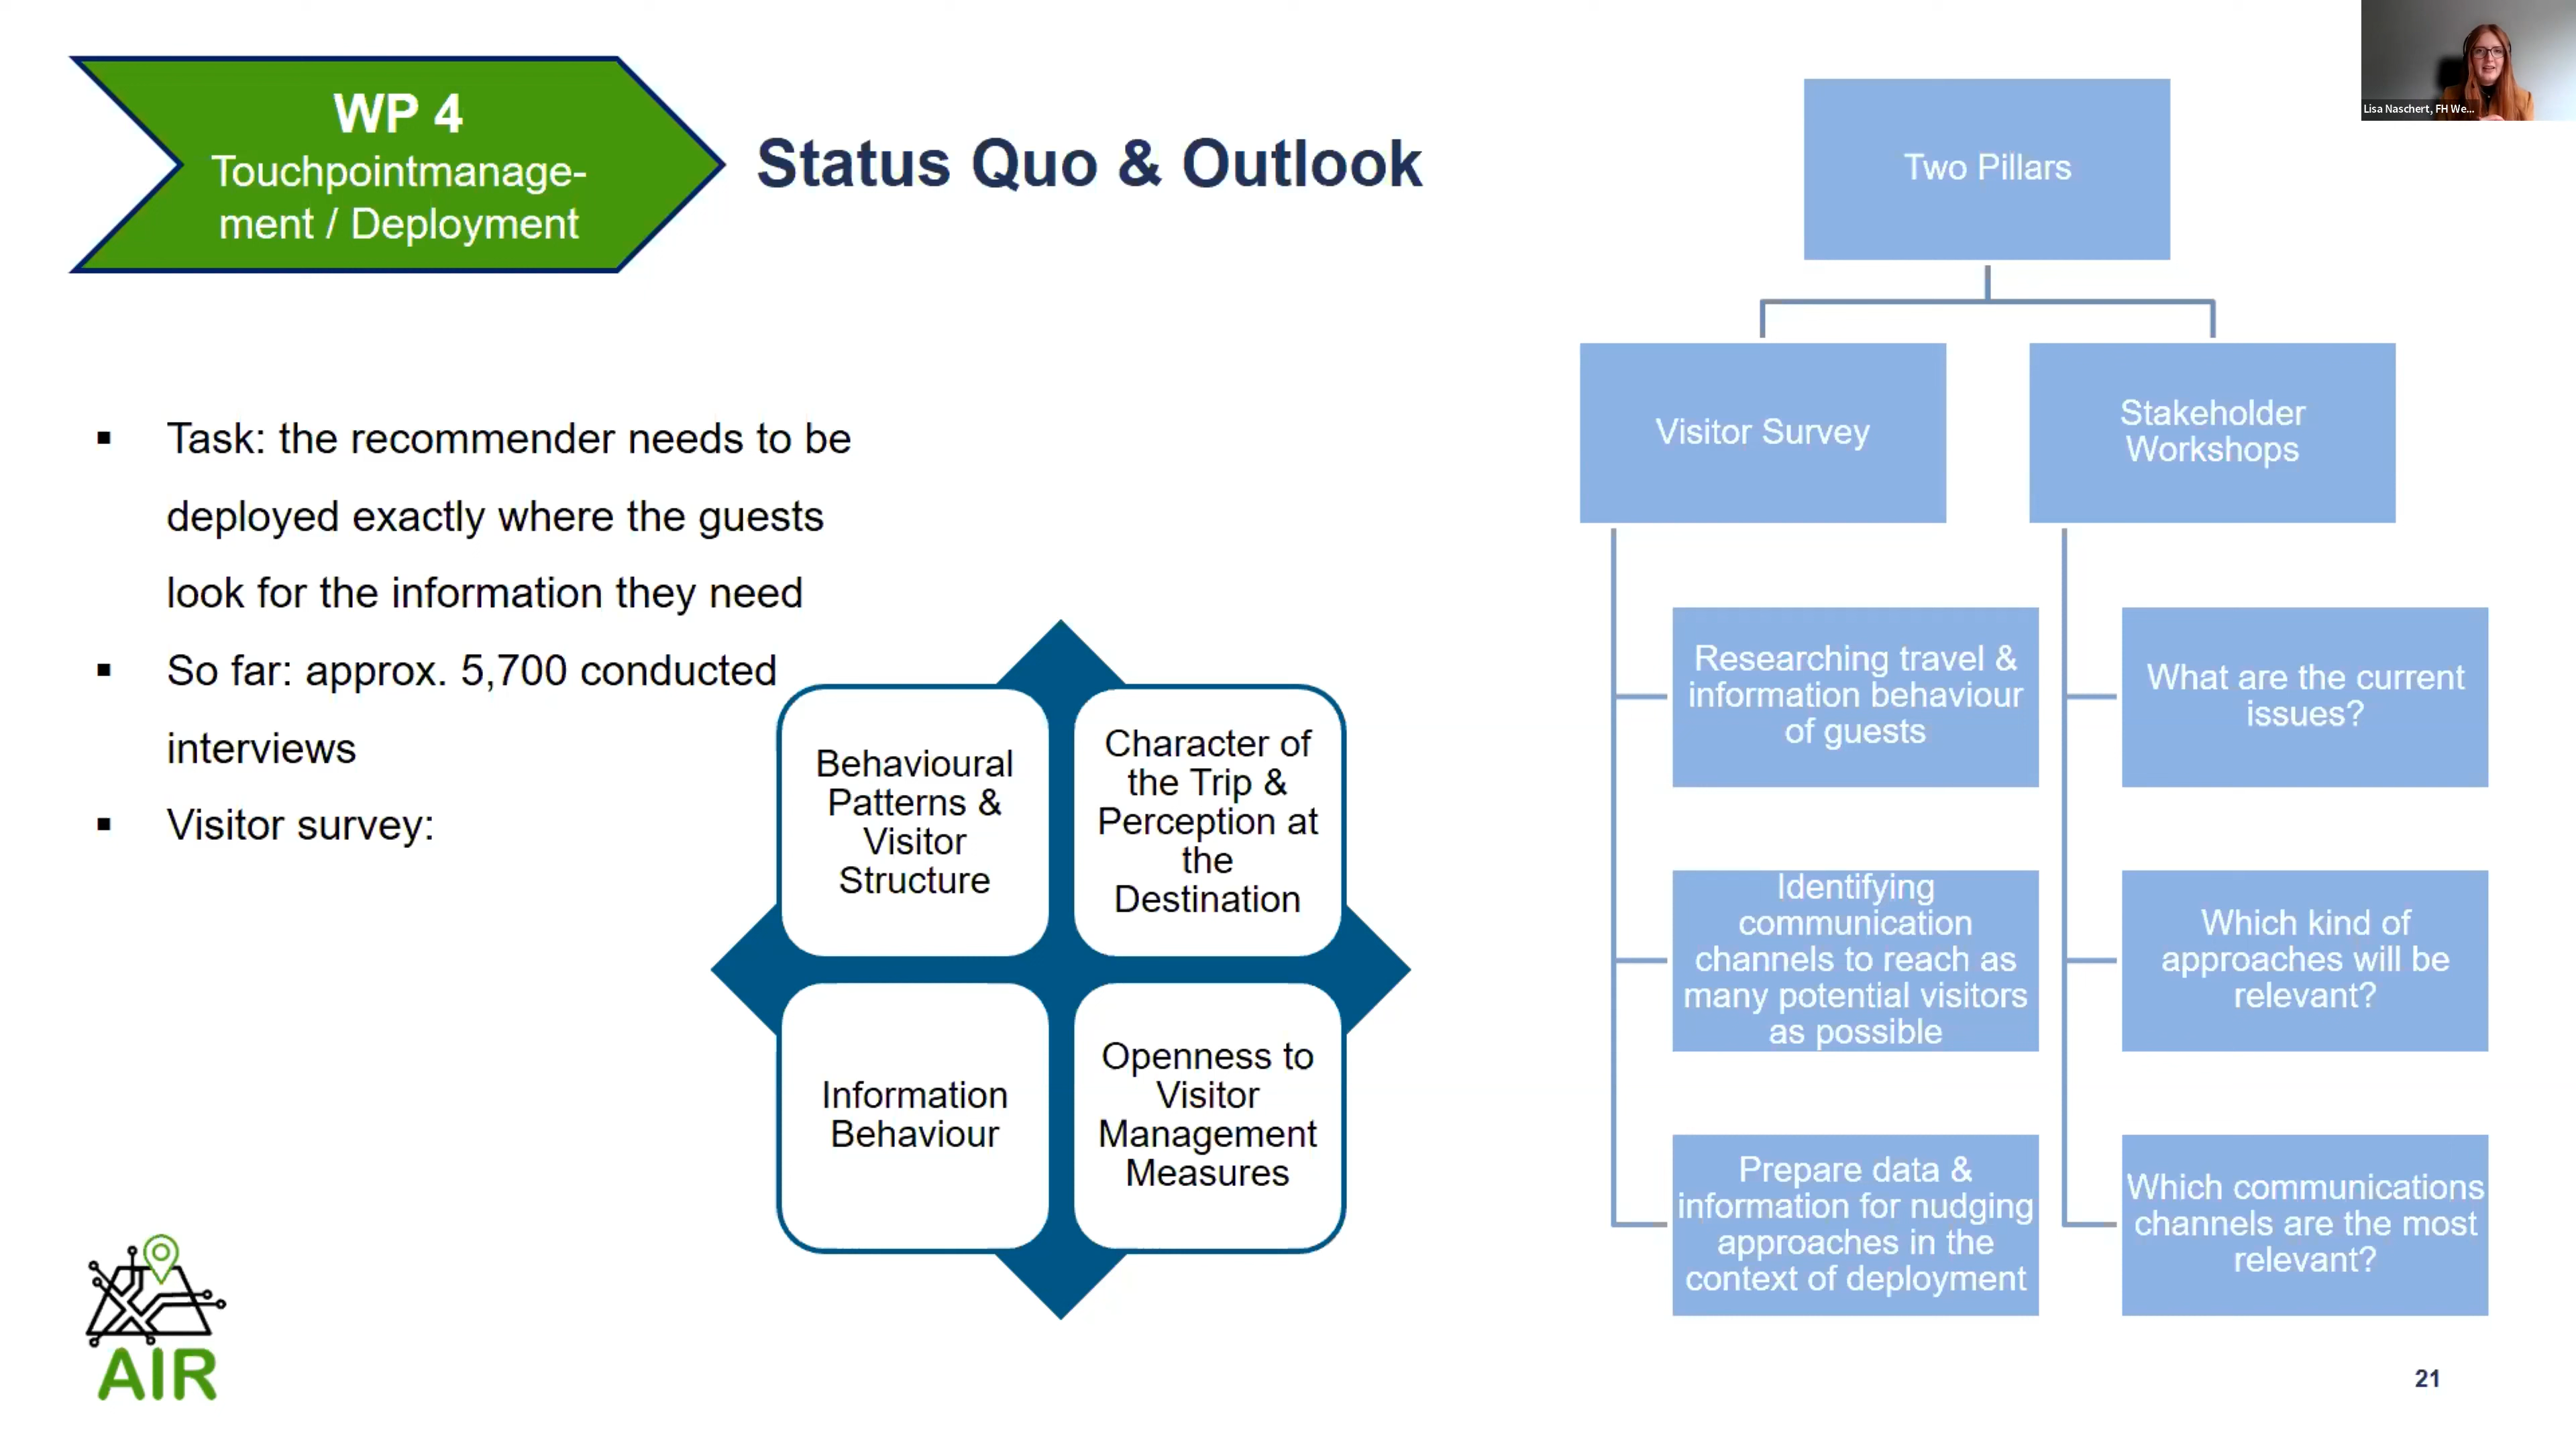 WP 4
Touchpointmanage-
ment / Deployment
Status Quo & Outlook
Task: the recommender needs to be
deployed exactly where the guests
look for the information they need
So far: approx. 5,700 conducted
interviews
Visitor survey:
Behavioural
Patterns &
Visitor
Structure
Character of
the Trip &
Perception at
the
Destination
Information
Behaviour
Openness to
Visitor
Management
Measures
Two Pillars
Visitor Survey
Researching travel &
information behaviour
of guests
Identifying
communication
channels to reach as
many potential visitors
as possible
Prepare data &
information for nudging
approaches in the
context of deployment
Stakeholder
Workshops
What are the current
issues?
Which kind of
approaches will be
relevant?
Which communications
channels are the most
relevant?
Lisa Naschert, FH We...
AIR
21